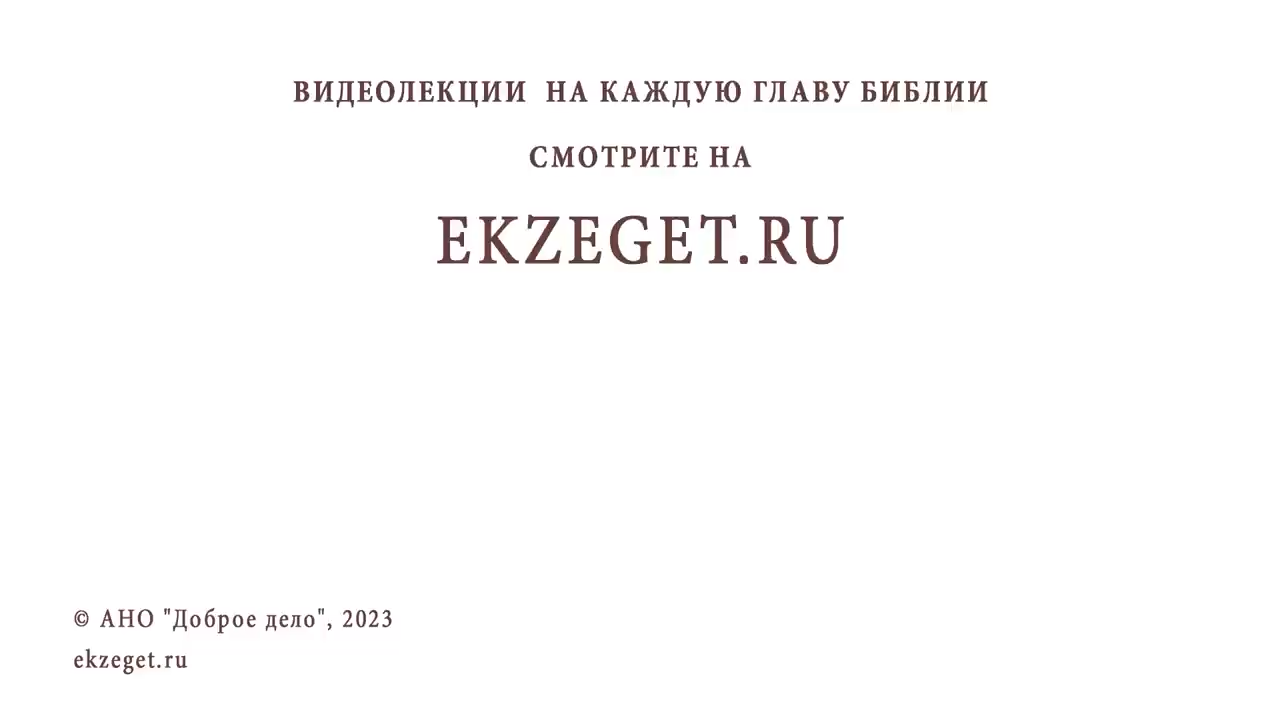 ВИДЕОЛЕКЦИИ НА КАЖДУЮ ГЛАВУ БИБЛИИ
СМОТРИТЕ НА
EKZEGET.RU
© АНО "Доброе дело", 2023
ekzeget.ru